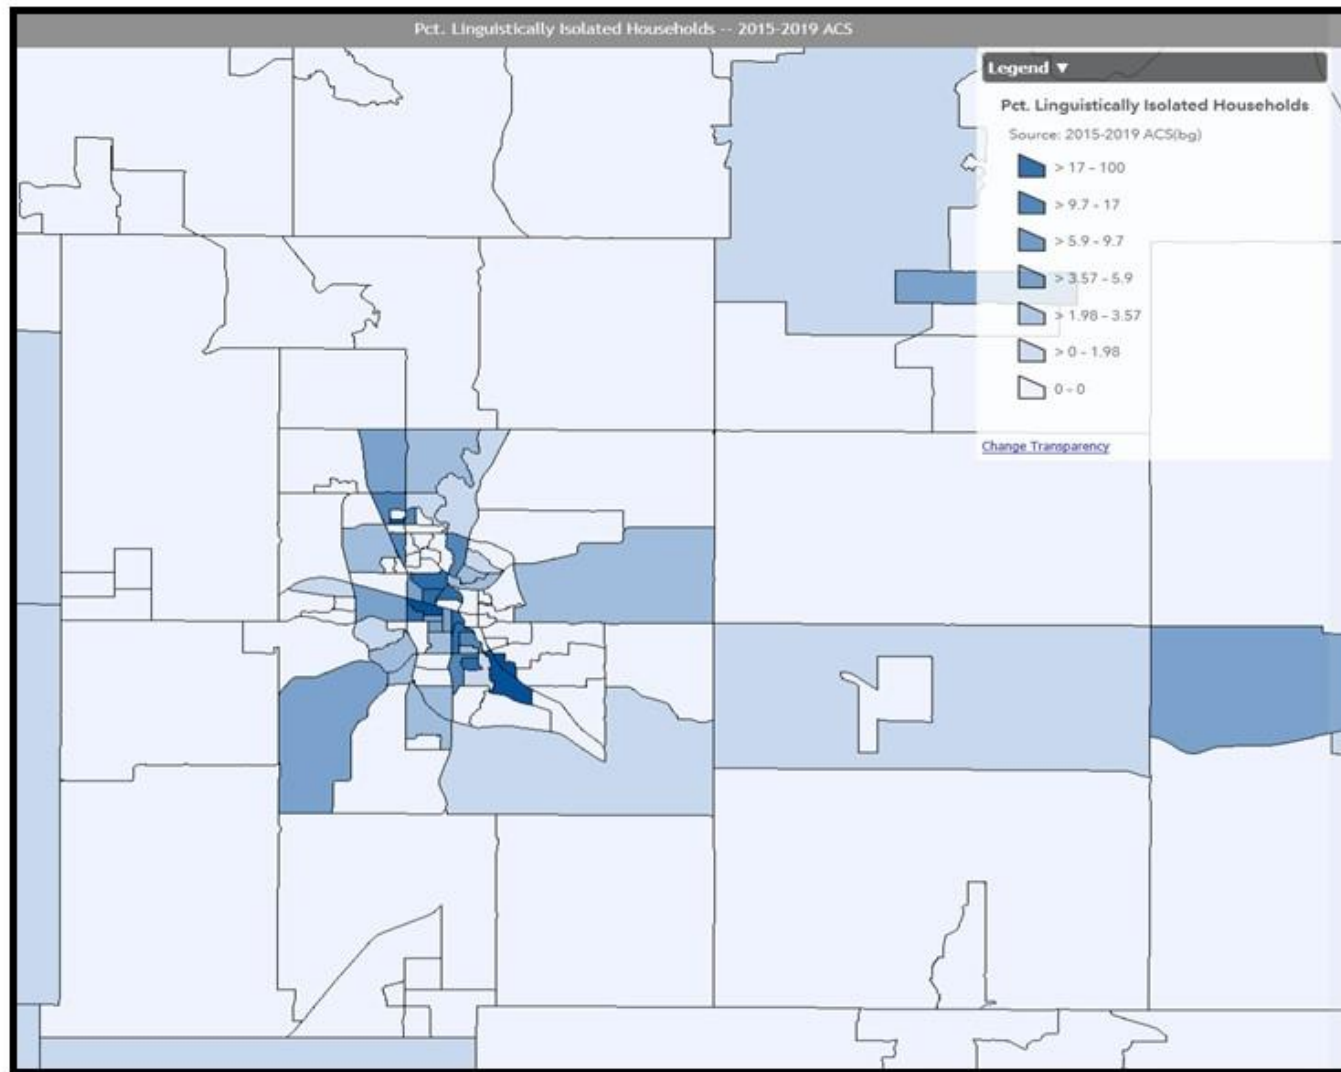 Pct. Linguistically Isolated Households -- 2015-2019 ACS
Legend ▼
Pct. Linguistically Isolated Households
Source: 2015-2019 ACS(bg)
> 17 - 100
> 9.7 - 17
> 5.9 - 9.7
> 3.57 - 5.9
> 1.98 - 3.57
> 0 - 1.98
0 - 0
Change Transparency